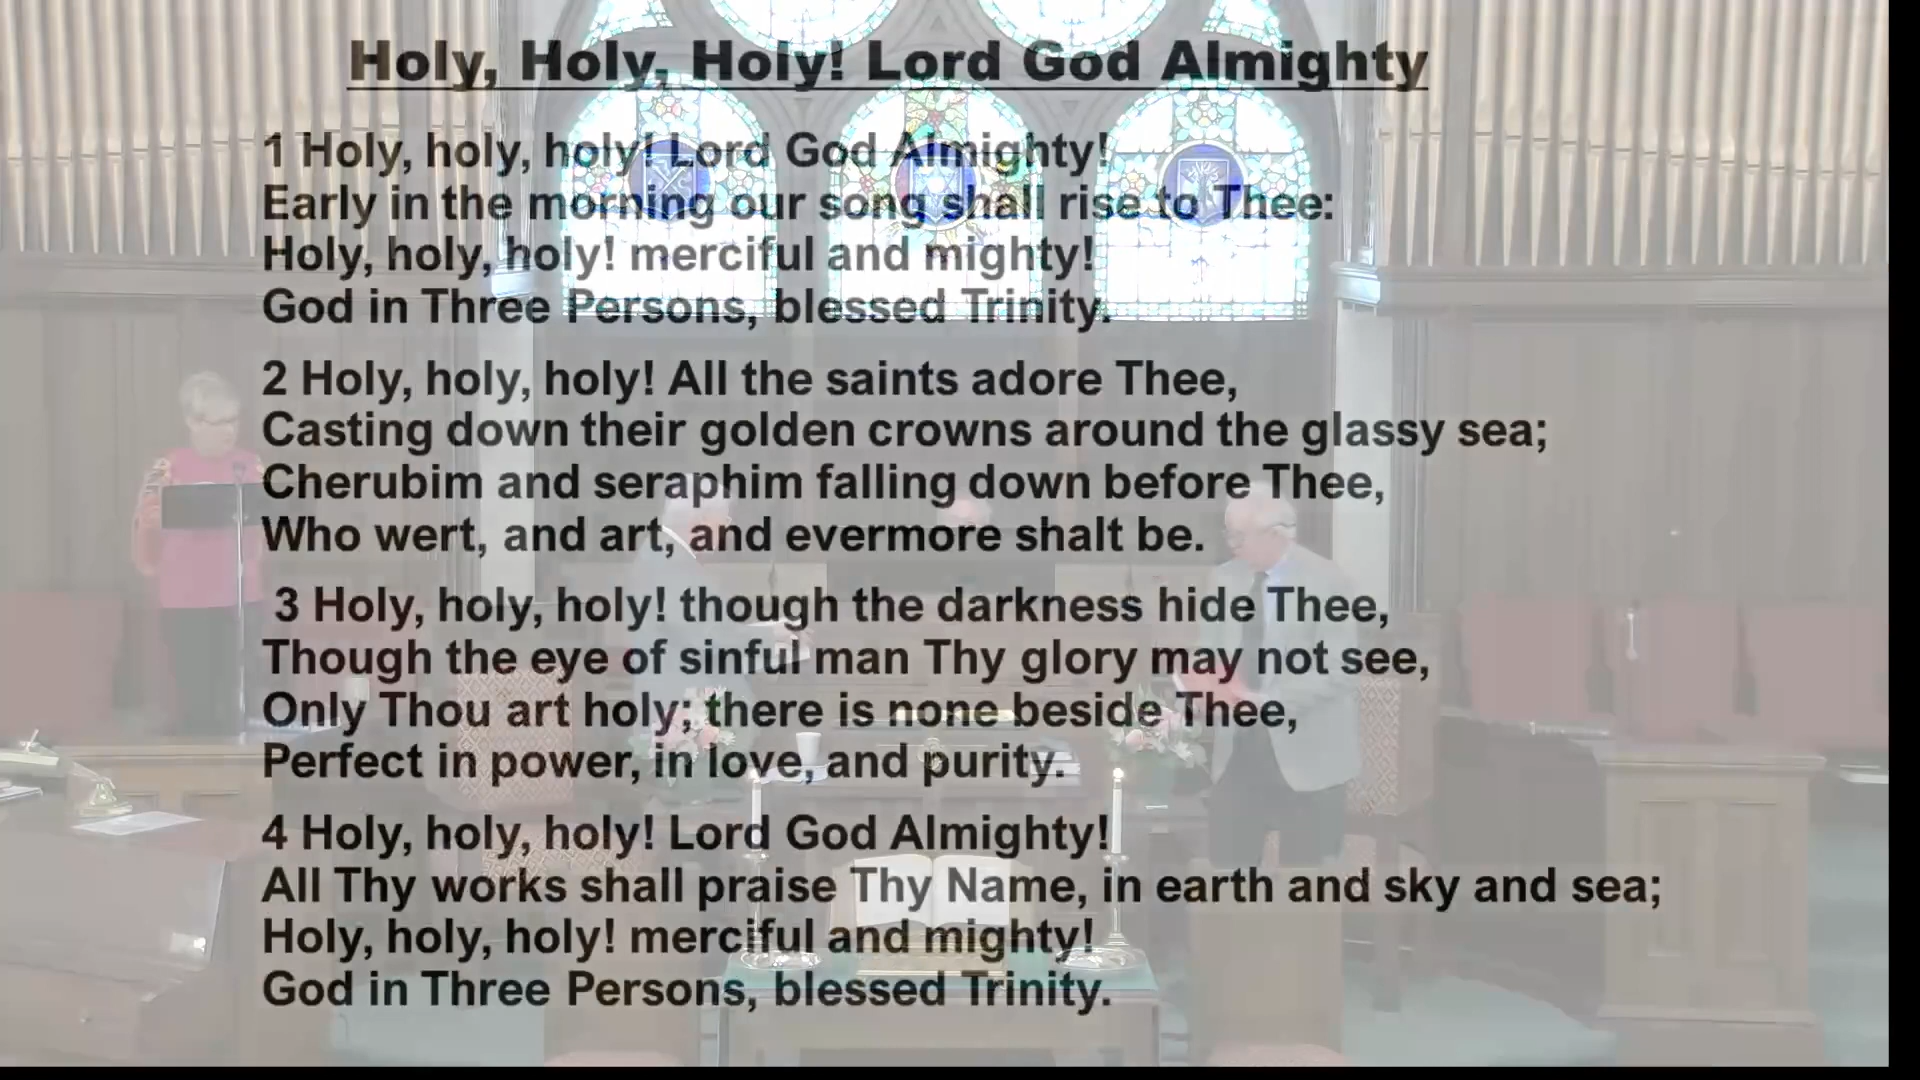 Holy, Holy, Holy! Lord God Almighty
1 Holy, holy, holy! Lord God Almighty!
Early in the morning our song shall rise to Thee:
Holy, holy, holy! merciful and mighty!
God in Three Persons, blessed Trinity.
2 Holy, holy, holy! All the saints adore Thee,
Casting down their golden crowns around the glassy sea;
Cherubim and seraphim falling down before Thee,
Who wert, and art, and evermore shalt be.
3 Holy, holy, holy! though the darkness hide Thee,
Though the eye of sinful man Thy glory may not see,
Only Thou art holy; there is none beside Thee,
Perfect in power, in love, and purity.
4 Holy, holy, holy! Lord God Almighty!
All Thy works shall praise Thy Name, in earth and sky and sea;
Holy, holy, holy! merciful and mighty!
God in Three Persons, blessed Trinity.